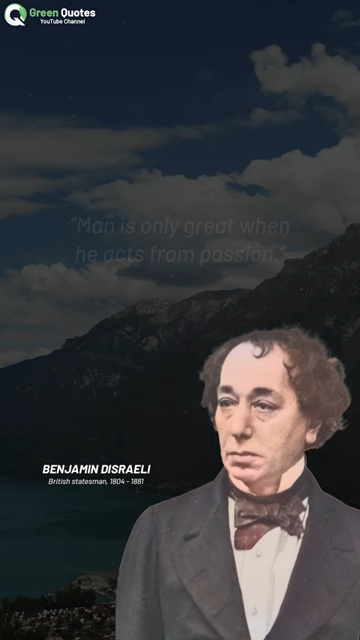 Green Quotes
YouTube Channel
"Man is only great when
he acts from passion."
BENJAMIN DISRAELI
British statesman, 1804 - 1881